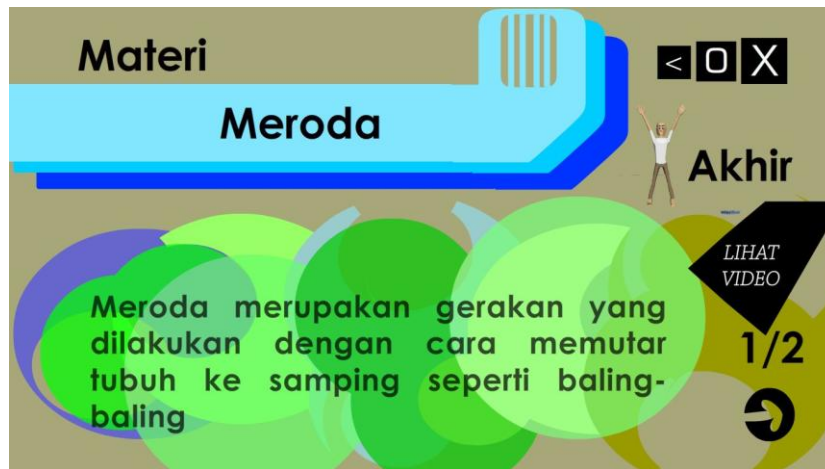 Materi
< O X
Meroda
Akhir
LIHAT
VIDEO
Meroda merupakan gerakan yang
dilakukan dengan cara memutar
tubuh ke samping seperti baling-
baling
1/2